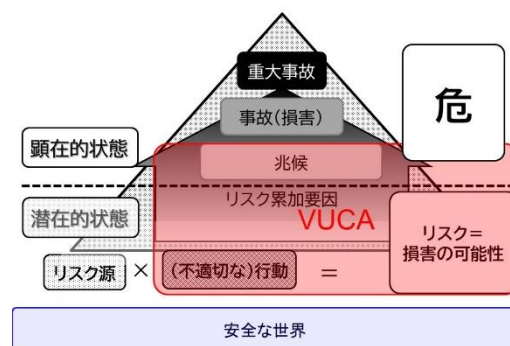 重大事故
危
事故(損害)
顕在的状態
兆候
リスク累加要因
潜在的状態
VUCA
リスク=
損害の可能性
リスク源 × (不適切な)行動 =
安全な世界